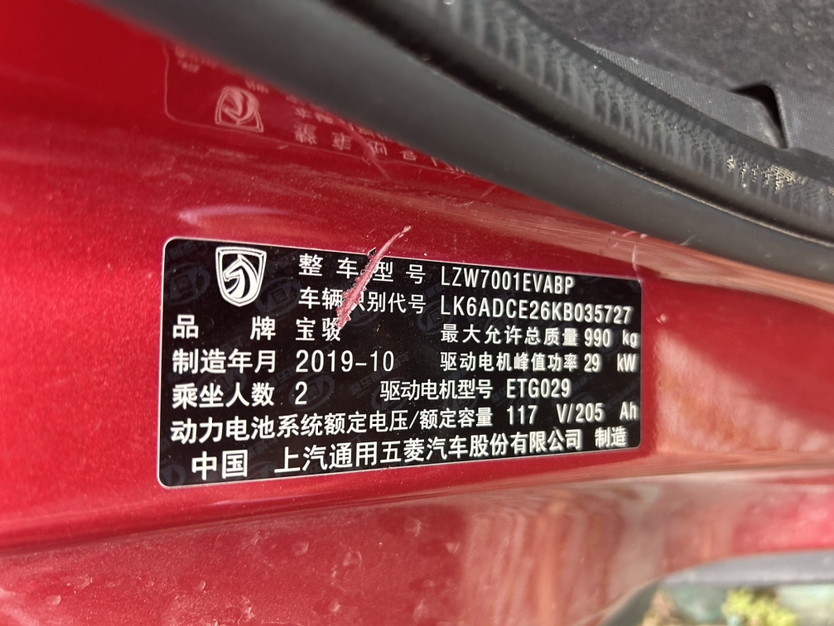 整车型号 LZW7001EVABP
车辆识别代号 LK6ADCE26KB035727
品牌 宝骏 最大允许总质量 990 kg
制造年月 2019-10 驱动电机峰值功率 29 kW
乘坐人数 2 驱动电机型号 ETG029
动力电池系统额定电压/额定容量 117 V/205 Ah
中国 上汽通用五菱汽车股份有限公司 制造